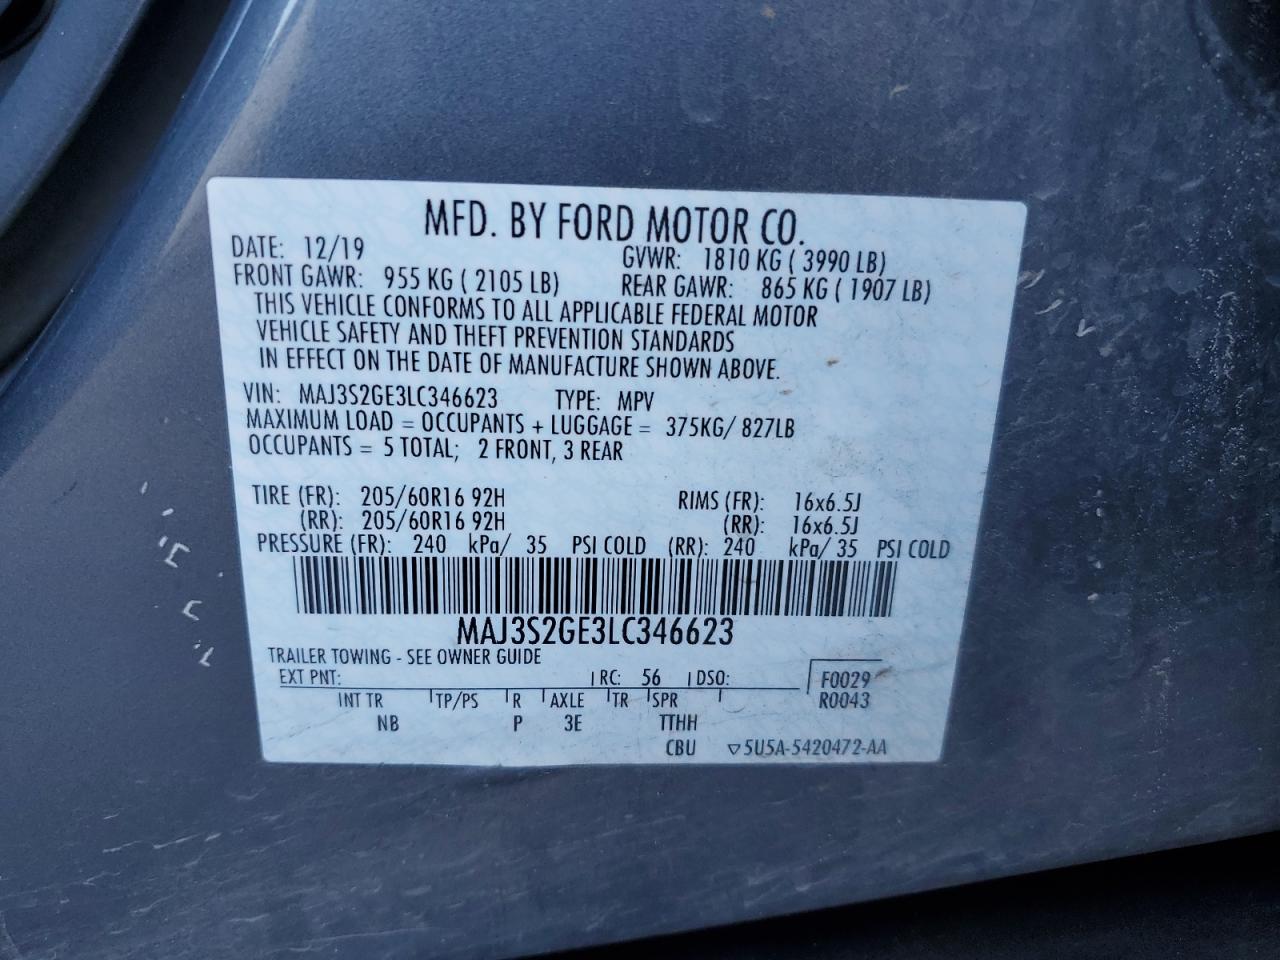 MFD. BY FORD MOTOR CO.
DATE: 12/19 GVWR: 1810 KG ( 3990 LB)
FRONT GAWR: 955 KG ( 2105 LB) REAR GAWR: 865 KG ( 1907 LB)
THIS VEHICLE CONFORMS TO ALL APPLICABLE FEDERAL MOTOR
VEHICLE SAFETY AND THEFT PREVENTION STANDARDS
IN EFFECT ON THE DATE OF MANUFACTURE SHOWN ABOVE.
VIN: MAJ3S2GE3LC346623 TYPE: MPV
MAXIMUM LOAD = OCCUPANTS + LUGGAGE = 375KG/ 827LB
OCCUPANTS = 5 TOTAL; 2 FRONT, 3 REAR
TIRE (FR): 205/60R16 92H RIMS (FR): 16x6.5J
(RR): 205/60R16 92H (RR): 16x6.5J
PRESSURE (FR): 240 kPa/ 35 PSI COLD (RR): 240 kPa/ 35 PSI COLD
MAJ3S2GE3LC346623
TRAILER TOWING - SEE OWNER GUIDE
EXT PNT: RC: 56 DSO: F0029
INT TR TP/PS R AXLE TR SPR R0043
NB P 3E TTHH
CBU ▽5U5A-5420472-AA